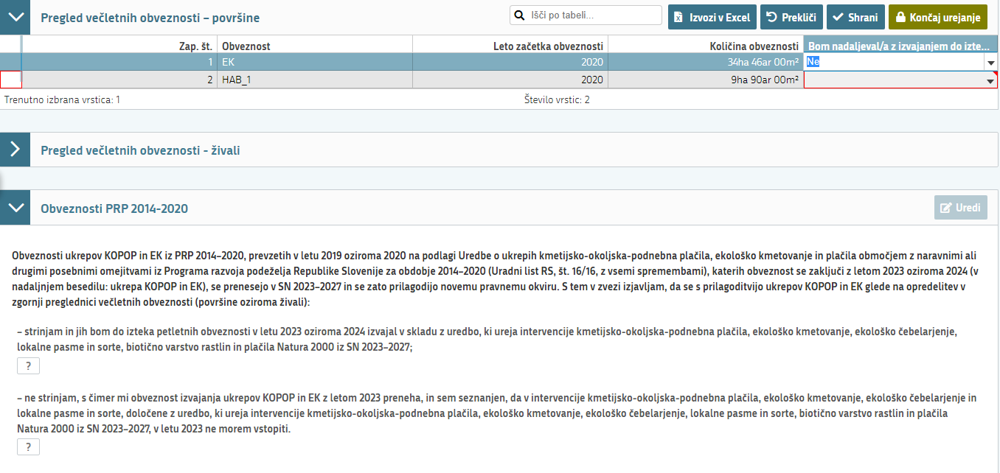 Pregled večletnih obveznosti – površine
Išči po tabeli...
Izvozi v Excel
Prekliči
Shrani
Končaj urejanje
Zap. št. Obveznost Leto začetka obveznosti Količina obveznosti Bom nadaljeval/a z izvajanjem do izte...
1 EK 2020 34ha 46ar 00m² Ne
2 HAB_1 2020 9ha 90ar 00m²
Trenutno izbrana vrstica: 1 Število vrstic: 2
Pregled večletnih obveznosti - živali
Obveznosti PRP 2014-2020
Uredi
Obveznosti ukrepov KOPOP in EK iz PRP 2014–2020, prevzetih v letu 2019 oziroma 2020 na podlagi Uredbe o ukrepih kmetijsko-okoljska-podnebna plačila, ekološko kmetovanje in plačila območjem z naravnimi ali
drugimi posebnimi omejitvami iz Programa razvoja podeželja Republike Slovenije za obdobje 2014–2020 (Uradni list RS, št. 16/16, z vsemi spremembami), katerih obveznost se zaključi z letom 2023 oziroma 2024 (v
nadaljnjem besedilu: ukrepa KOPOP in EK), se prenesejo v SN 2023–2027 in se zato prilagodijo novemu pravnemu okviru. S tem v zvezi izjavljam, da se s prilagoditvijo ukrepov KOPOP in EK glede na opredelitev v
zgornji preglednici večletnih obveznosti (površine oziroma živali):
– strinjam in jih bom do izteka petletnih obveznosti v letu 2023 oziroma 2024 izvajal v skladu z uredbo, ki ureja intervencije kmetijsko-okoljska-podnebna plačila, ekološko kmetovanje, ekološko čebelarjenje,
lokalne pasme in sorte, biotično varstvo rastlin in plačila Natura 2000 iz SN 2023–2027;
?
– ne strinjam, s čimer mi obveznost izvajanja ukrepov KOPOP in EK z letom 2023 preneha, in sem seznanjen, da v intervencije kmetijsko-okoljska-podnebna plačila, ekološko kmetovanje, ekološko čebelarjenje in
lokalne pasme in sorte, določene z uredbo, ki ureja intervencije kmetijsko-okoljska-podnebna plačila, ekološko kmetovanje, ekološko čebelarjenje, lokalne pasme in sorte, biotično varstvo rastlin in plačila
Natura 2000 iz SN 2023–2027, v letu 2023 ne morem vstopiti.
?